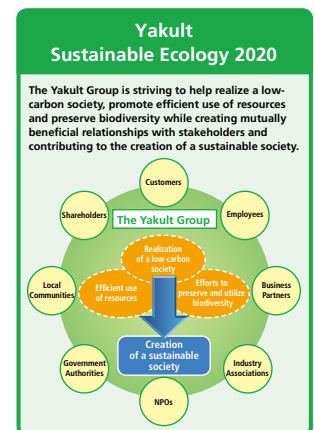 Yakult
Sustainable Ecology 2020
The Yakult Group is striving to help realize a low-
carbon society, promote efficient use of resources
and preserve biodiversity while creating mutually
beneficial relationships with stakeholders and
contributing to the creation of a sustainable society.
Customers
Shareholders
The Yakult Group
Employees
Realization
of a low-carbon
society
Local
Communities
Efficient use
of resources
Efforts to
preserve and utilize
biodiversity
Business
Partners
Creation
of a sustainable
society
Government
Authorities
Industry
Associations
NPOs